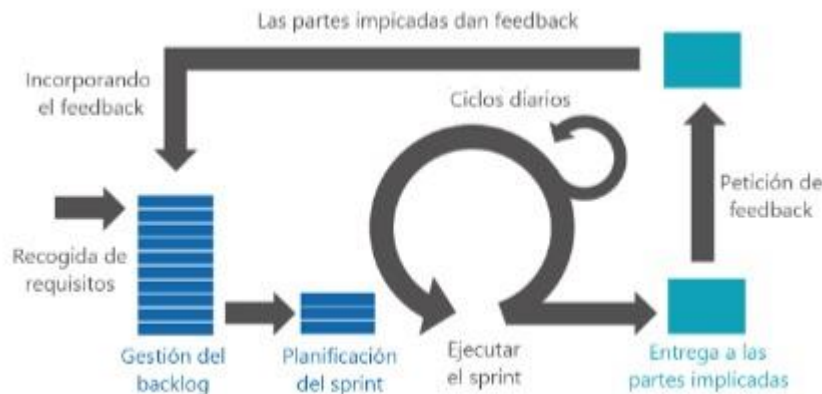 Las partes impicadas dan feedback
Incorporando
el feedback
Ciclos diarios
Petición de
feedback
Recogida de
requisitos
Gestión del
backlog
Planificación
del sprint
Ejecutar
el sprint
Entrega a las
partes implicadas